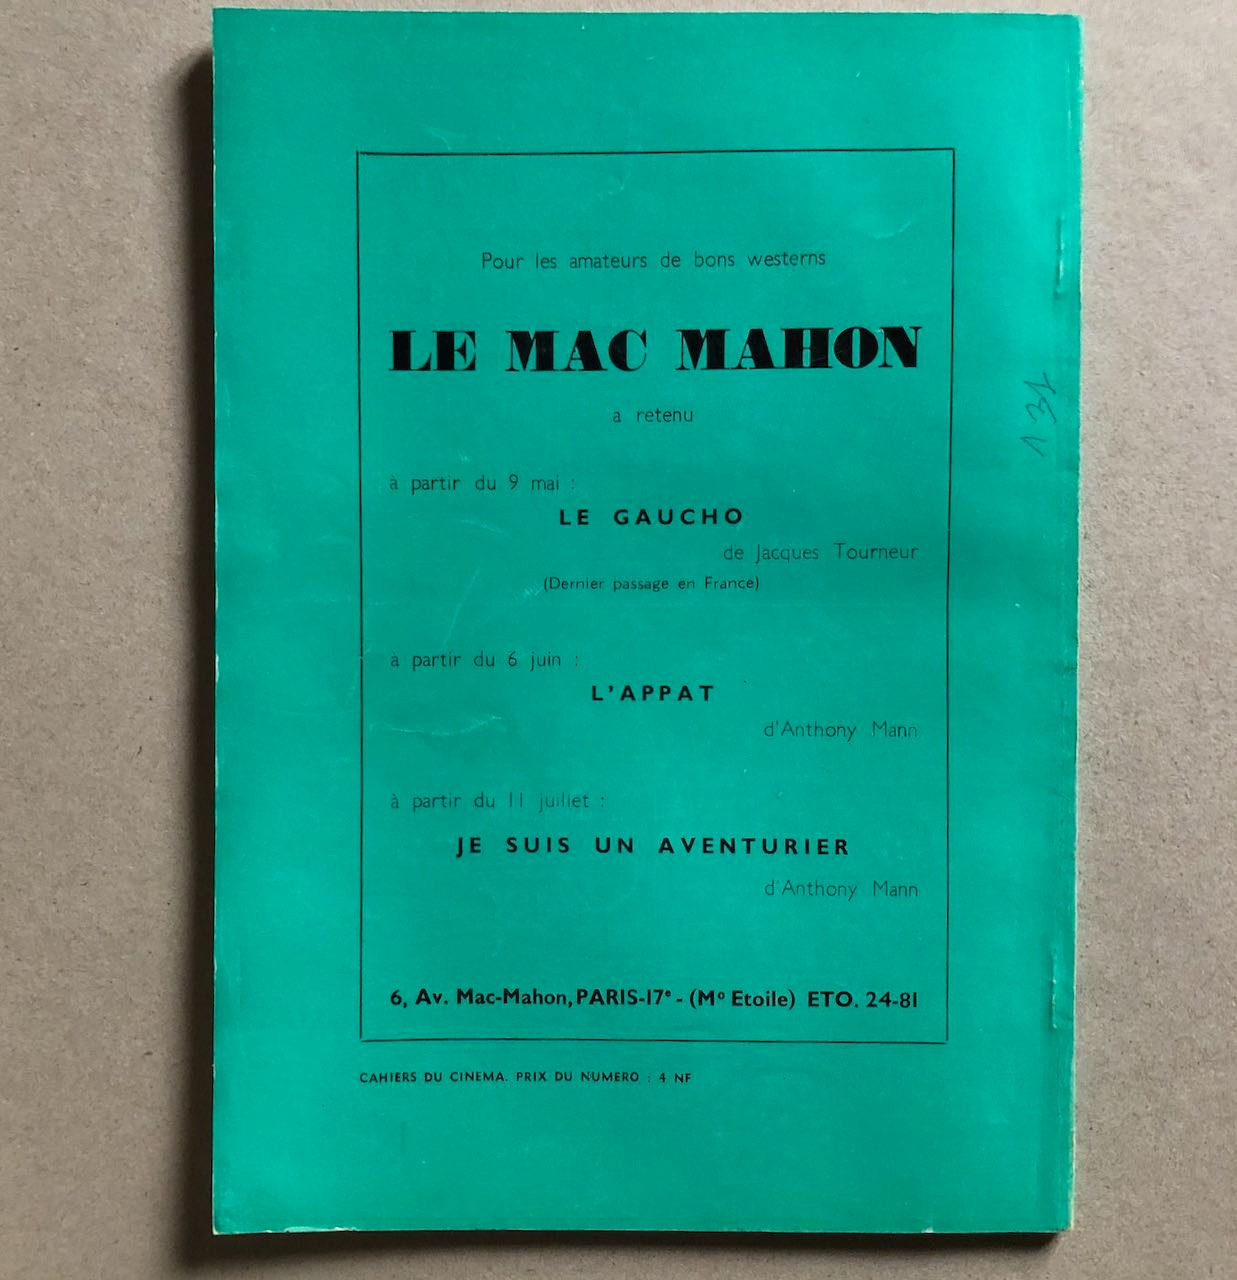 Pour les amateurs de bons westerns
LE MAC MAHON
a retenu
à partir du 9 mai :
LE GAUCHO
de Jacques Tourneur
(Dernier passage en France)
à partir du 6 juin :
L'APPAT
d'Anthony Mann
à partir du 11 juillet :
JE SUIS UN AVENTURIER
d'Anthony Mann
6, Av. Mac-Mahon, PARIS-17e - (Mo Etoile) ETO. 24-81
CAHIERS DU CINEMA. PRIX DU NUMERO : 4 NF